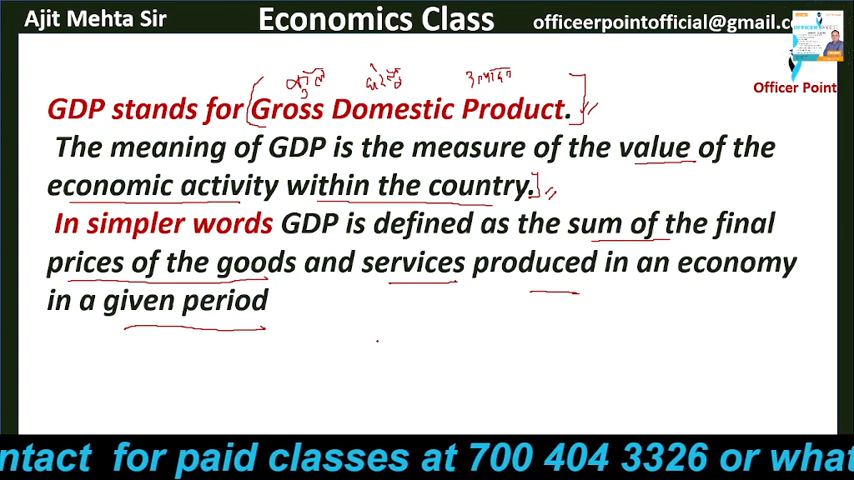 Ajit Mehta Sir
Economics Class
officeerpointofficial@gmail.co
Officer Point
GDP stands for (Gross Domestic Product.
The meaning of GDP is the measure of the value of the
economic activity within the country.
In simpler words GDP is defined as the sum of the final
prices of the goods and services produced in an economy
in a given period
ntact for paid classes at 700 404 3326 or what